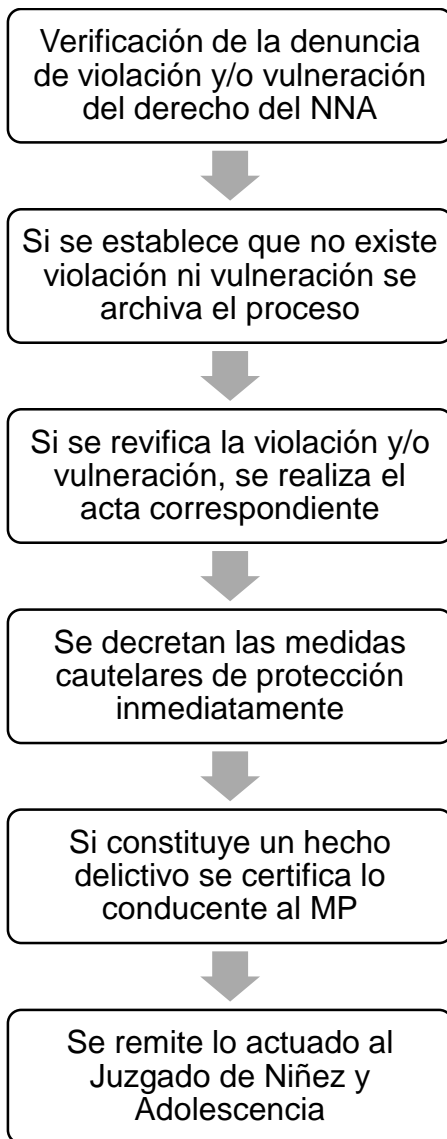 Verificación de la denuncia
de violación y/o vulneración
del derecho del NNA
Si se establece que no existe
violación ni vulneración se
archiva el proceso
Si se revifica la violación y/o
vulneración, se realiza el
acta correspondiente
Se decretan las medidas
cautelares de protección
inmediatamente
Si constituye un hecho
delictivo se certifica lo
conducente al MP
Se remite lo actuado al
Juzgado de Niñez y
Adolescencia